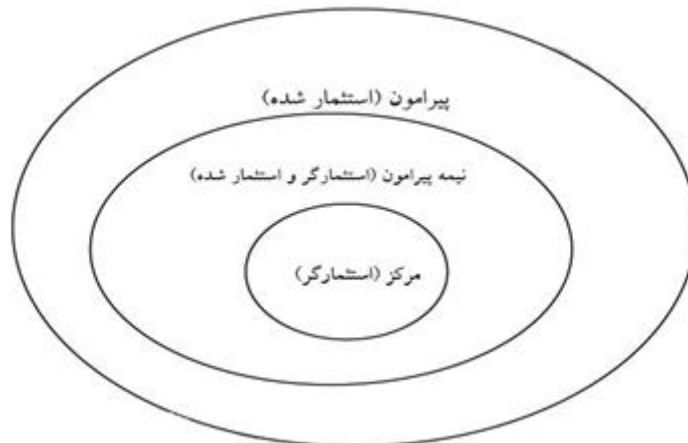 پیرامون (استثمار شده)
نیمه پیرامون (استثمارگر و استثمار شده)
مرکز (استثمارگر)